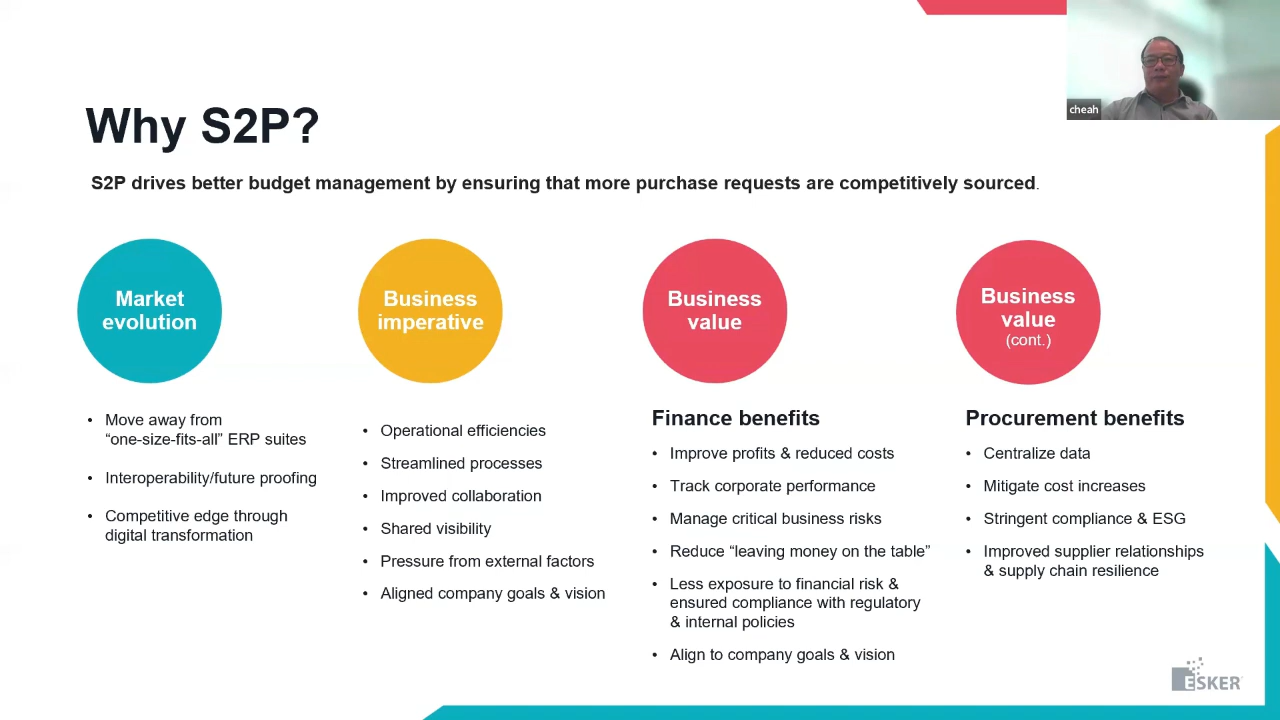 cheah
Why S2P?
S2P drives better budget management by ensuring that more purchase requests are competitively sourced.
Market
evolution
• Move away from
“one-size-fits-all” ERP suites
• Interoperability/future proofing
• Competitive edge through
digital transformation
Business
imperative
• Operational efficiencies
• Streamlined processes
• Improved collaboration
• Shared visibility
• Pressure from external factors
• Aligned company goals & vision
Business
value
Finance benefits
• Improve profits & reduced costs
• Track corporate performance
• Manage critical business risks
• Reduce “leaving money on the table”
• Less exposure to financial risk &
ensured compliance with regulatory
& internal policies
• Align to company goals & vision
Business
value
(cont.)
Procurement benefits
• Centralize data
• Mitigate cost increases
• Stringent compliance & ESG
• Improved supplier relationships
& supply chain resilience
ESKER